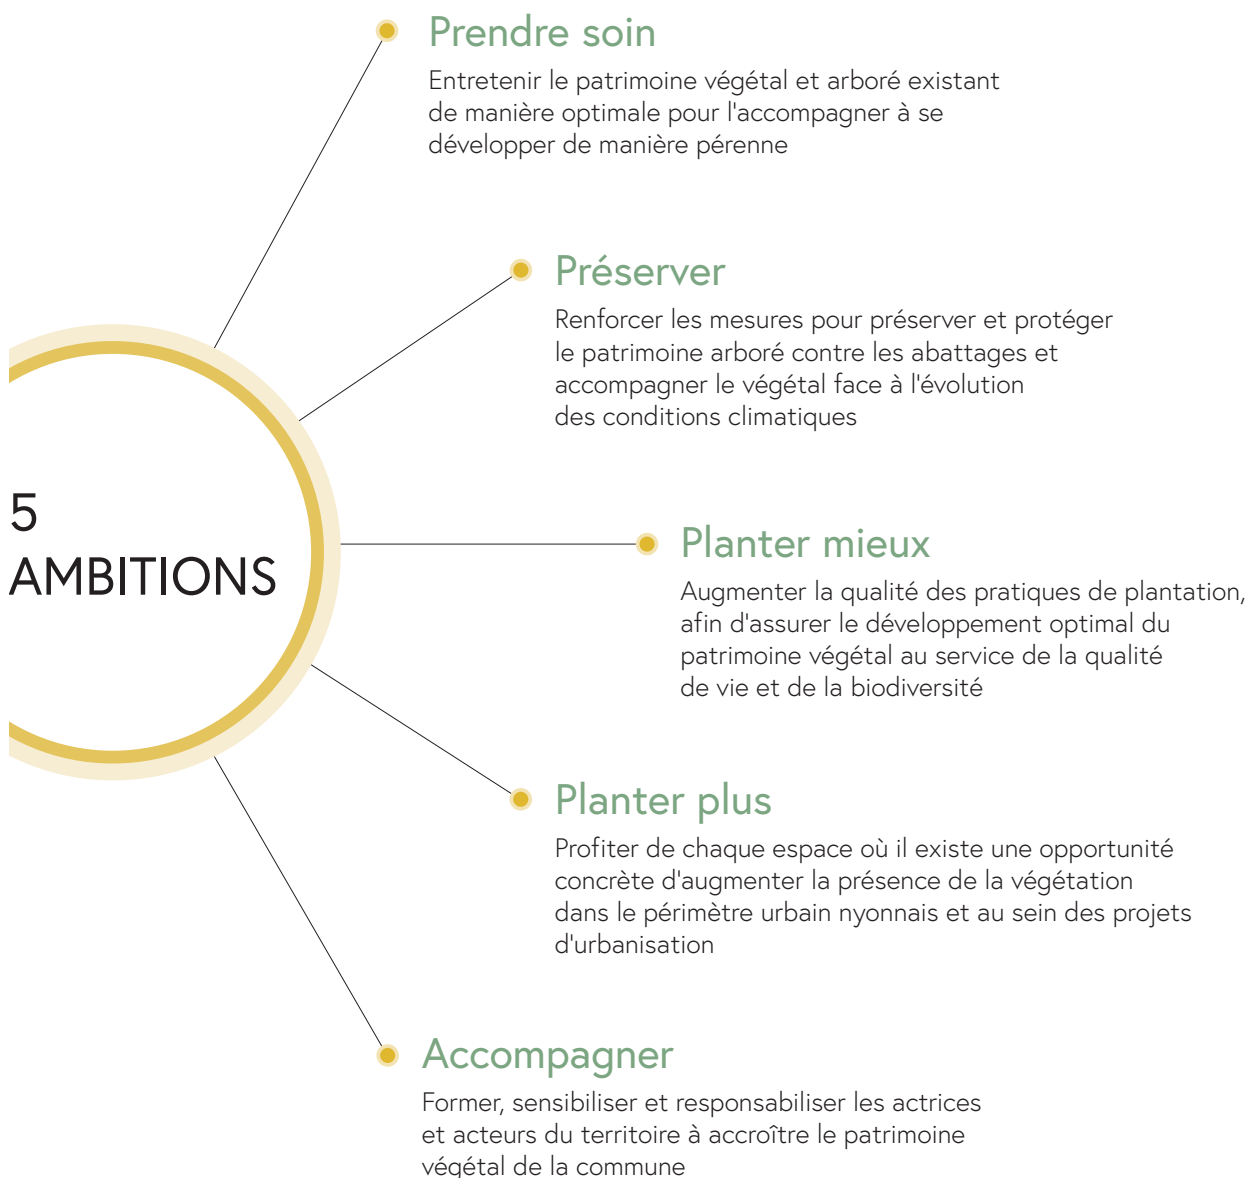 5
AMBITIONS
Prendre soin
Entretenir le patrimoine végétal et arboré existant
de manière optimale pour l'accompagner à se
développer de manière pérenne
Préserver
Renforcer les mesures pour préserver et protéger
le patrimoine arboré contre les abattages et
accompagner le végétal face à l'évolution
des conditions climatiques
Planter mieux
Augmenter la qualité des pratiques de plantation,
afin d'assurer le développement optimal du
patrimoine végétal au service de la qualité
de vie et de la biodiversité
Planter plus
Profiter de chaque espace où il existe une opportunité
concrète d'augmenter la présence de la végétation
dans le périmètre urbain nyonnais et au sein des projets
d'urbanisation
Accompagner
Former, sensibiliser et responsabiliser les actrices
et acteurs du territoire à accroître le patrimoine
végétal de la commune